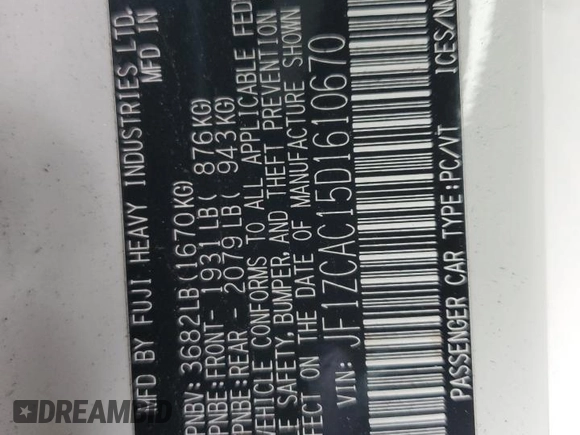 MFD BY FUJI HEAVY INDUSTRIES LTD.
MFD IN
PNBV: 3682LB(1670KG)
PNBE:FRONT- 1931LB( 876KG)
PNBE:REAR - 2079LB( 943KG)
VEHICLE CONFORMS TO ALL APPLICABLE FED
E SAFETY, BUMPER, AND THEFT PREVENTION
FFECT ON THE DATE OF MANUFACTURE SHOWN
VIN: JF1ZCAC15D1610670
PASSENGER CAR TYPE:PC/VT ICES/M
DREAMBID